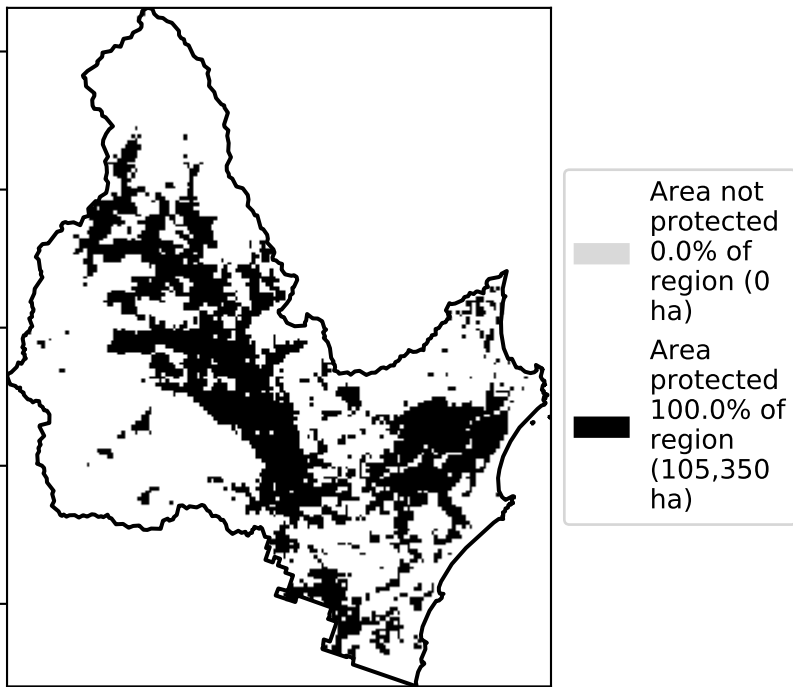 Area not
protected
0.0% of
region (0
ha)
Area
protected
100.0% of
region
(105,350
ha)